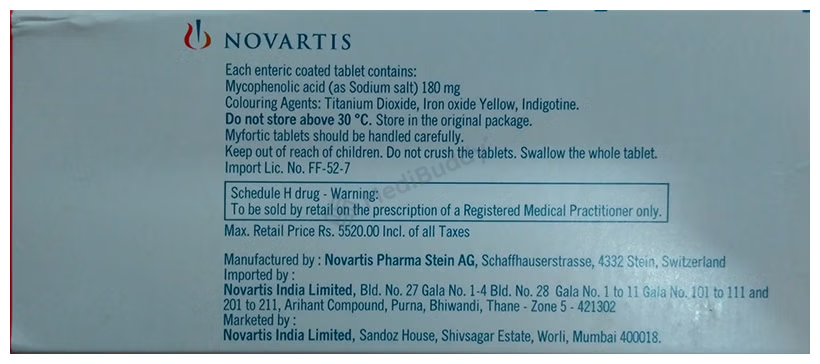 NOVARTIS
Each enteric coated tablet contains:
Mycophenolic acid (as Sodium salt) 180 mg
Colouring Agents: Titanium Dioxide, Iron oxide Yellow, Indigotine.
Do not store above 30 °C. Store in the original package.
Myfortic tablets should be handled carefully.
Keep out of reach of children. Do not crush the tablets. Swallow the whole tablet.
Import Lic. No. FF-52-7
Schedule H drug - Warning:
To be sold by retail on the prescription of a Registered Medical Practitioner only.
Max. Retail Price Rs. 5520.00 Incl. of all Taxes
Manufactured by : Novartis Pharma Stein AG, Schaffhauserstrasse, 4332 Stein, Switzerland
Imported by :
Novartis India Limited, Bld. No. 27 Gala No. 1-4 Bld. No. 28 Gala No. 1 to 11 Gala No. 101 to 111 and
201 to 211, Arihant Compound, Purna, Bhiwandi, Thane - Zone 5 - 421302
Marketed by :
Novartis India Limited, Sandoz House, Shivsagar Estate, Worli, Mumbai 400018.
MediBuddy